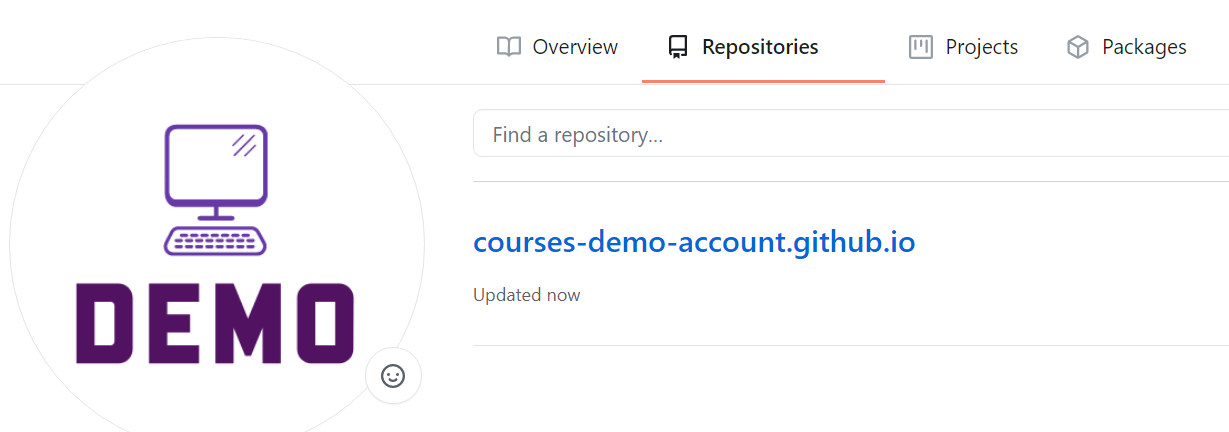 Overview Repositories Projects Packages
Find a repository...
courses-demo-account.github.io
Updated now
DEMO